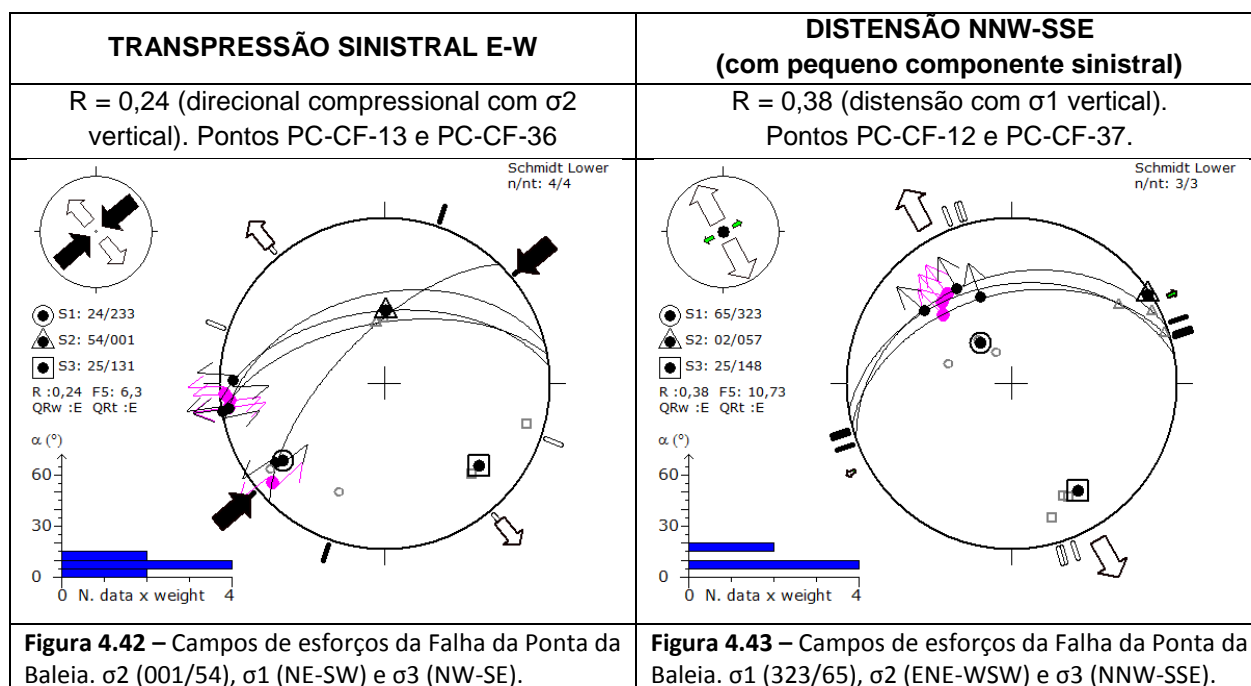 TRANSPRESSÃO SINISTRAL E-W
R = 0,24 (direcional compressional com σ2
vertical). Pontos PC-CF-13 e PC-CF-36
Schmidt Lower
n/nt: 4/4
S1: 24/233
S2: 54/001
S3: 25/131
R :0,24 F5: 6,3
QRw :E QRt :E
α (°)
60
30
0
0 N. data x weight 4
Figura 4.42 – Campos de esforços da Falha da Ponta da
Baleia. σ2 (001/54), σ1 (NE-SW) e σ3 (NW-SE).
DISTENSÃO NNW-SSE
(com pequeno componente sinistral)
R = 0,38 (distensão com σ1 vertical).
Pontos PC-CF-12 e PC-CF-37.
Schmidt Lower
n/nt: 3/3
S1: 65/323
S2: 02/057
S3: 25/148
R :0,38 F5: 10,73
QRw :E QRt :E
α (°)
60
30
0
0 N. data x weight 4
Figura 4.43 – Campos de esforços da Falha da Ponta da
Baleia. σ1 (323/65), σ2 (ENE-WSW) e σ3 (NNW-SSE).